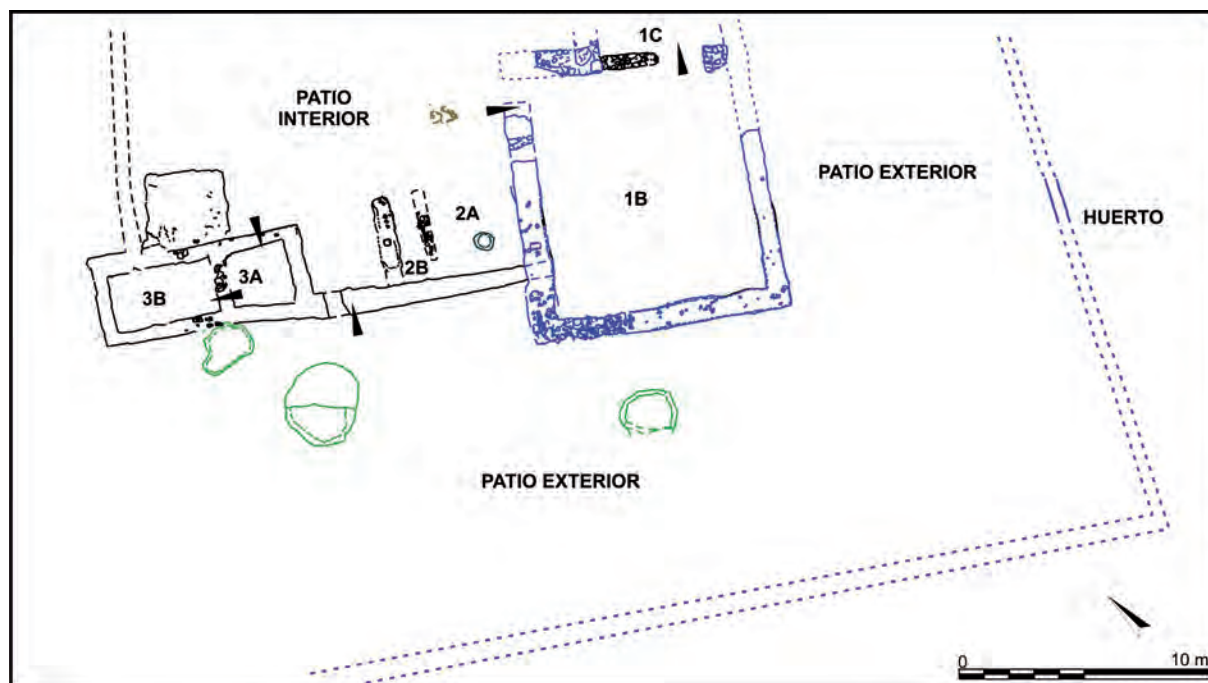 1C
PATIO
INTERIOR
PATIO EXTERIOR
1B
2A
HUERTO
2B
3A
3B
PATIO EXTERIOR
0 10 m